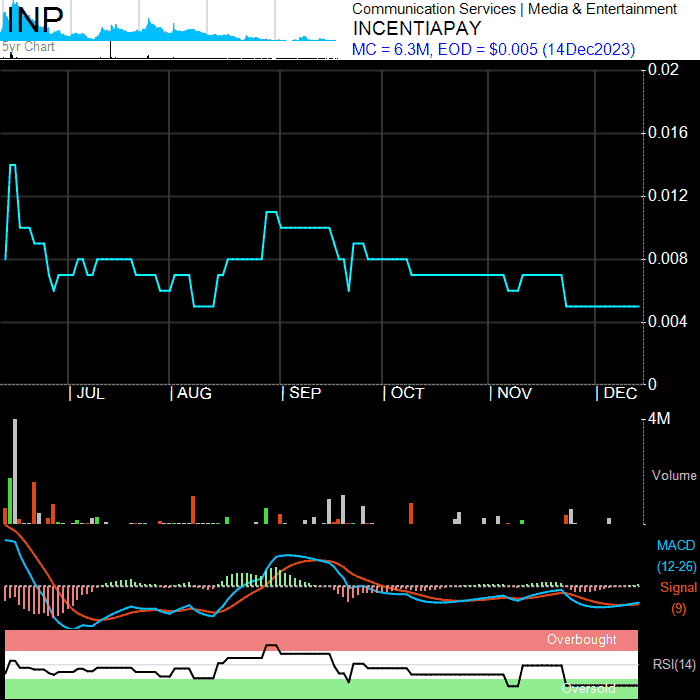 INP
5yr Chart
Communication Services | Media & Entertainment
INCENTIAPAY
MC = 6.3M, EOD = $0.005 (14Dec2023)
0.02
0.016
0.012
0.008
0.004
0
| JUL | AUG | SEP | OCT | NOV | DEC
4M
Volume
MACD
(12-26)
Signal
(9)
Overbought
RSI(14)
Oversold